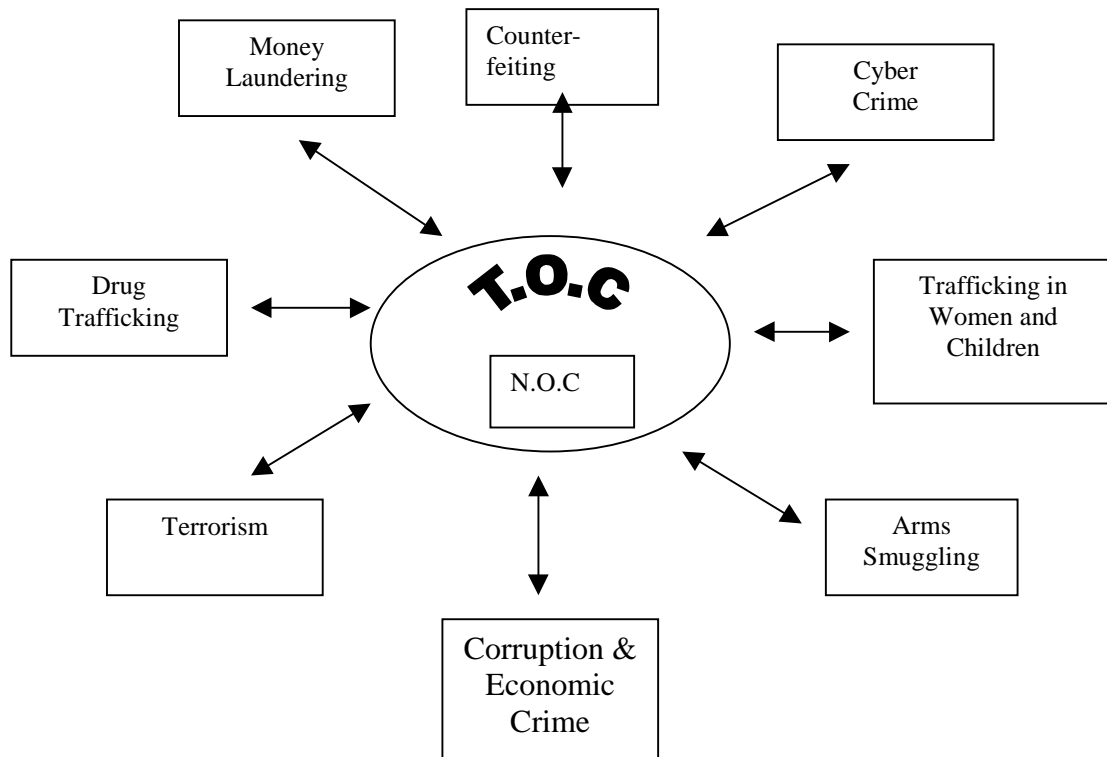 Money
Laundering
Counter-
feiting
Cyber
Crime
Drug
Trafficking
T.O.C
N.O.C
Trafficking in
Women and
Children
Terrorism
Arms
Smuggling
Corruption &
Economic
Crime